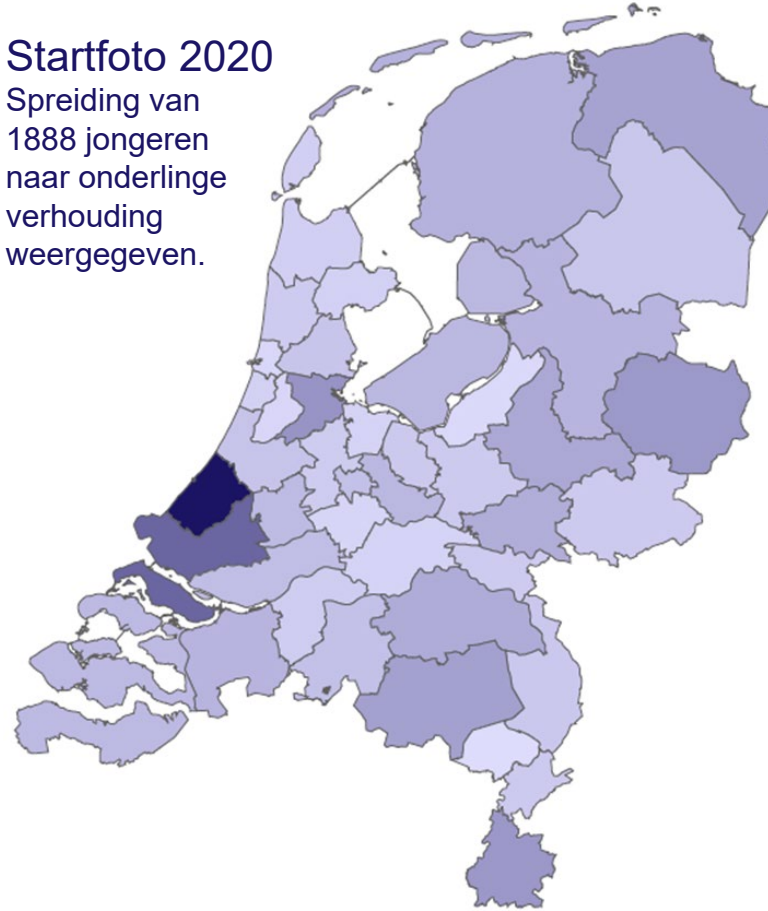 Startfoto 2020
Spreiding van
1888 jongeren
naar onderlinge
verhouding
weergegeven.